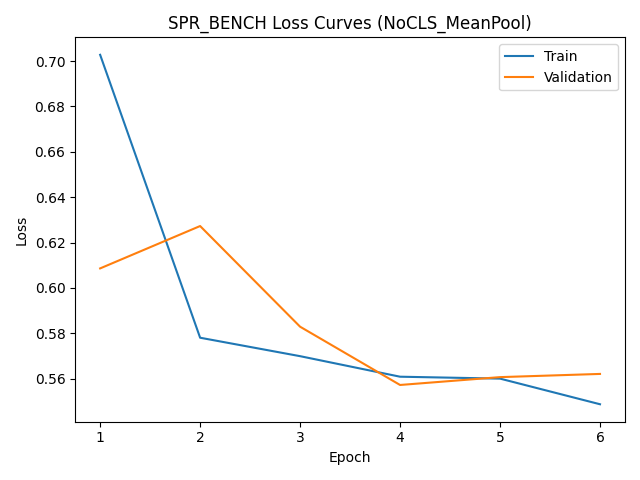 SPR_BENCH Loss Curves (NoCLS_MeanPool)
Train
Validation
0.70
0.68
0.66
0.64
0.62
0.60
0.58
0.56
Loss
1 2 3 4 5 6
Epoch